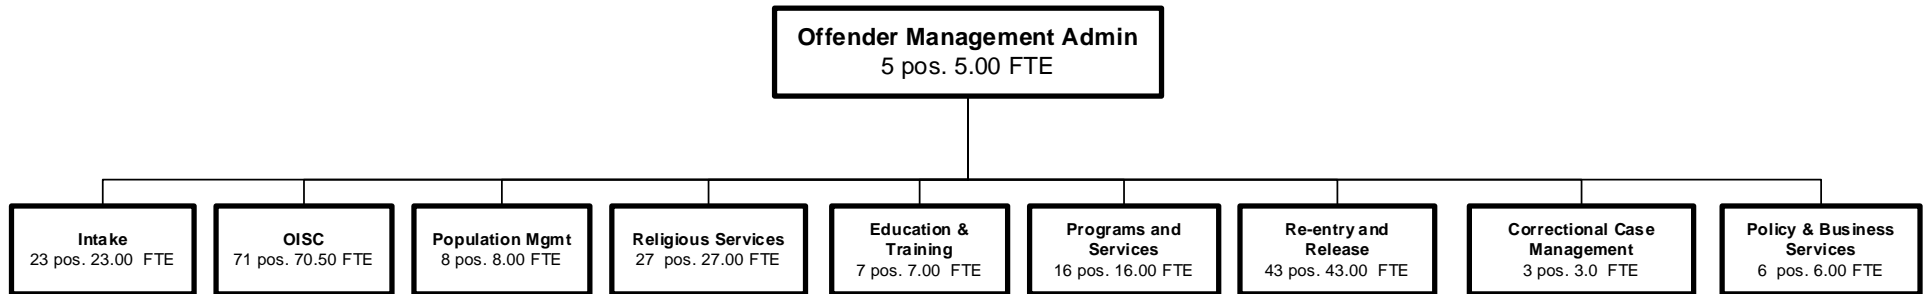 Offender Management Admin
5 pos. 5.00 FTE
Intake
23 pos. 23.00 FTE
OISC
71 pos. 70.50 FTE
Population Mgmt
8 pos. 8.00 FTE
Religious Services
27 pos. 27.00 FTE
Education &
Training
7 pos. 7.00 FTE
Programs and
Services
16 pos. 16.00 FTE
Re-entry and
Release
43 pos. 43.00 FTE
Correctional Case
Management
3 pos. 3.0 FTE
Policy & Business
Services
6 pos. 6.00 FTE